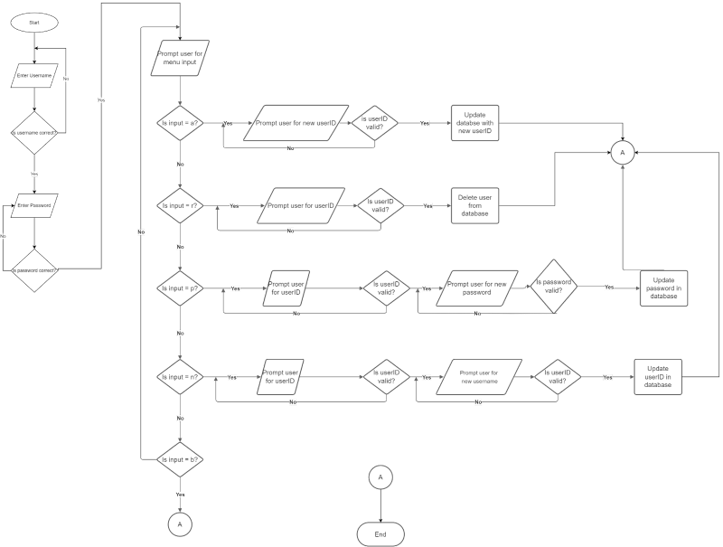 Start
Enter Username
Is username correct?
Yes
Enter Password
No
Is password correct?
Yes
No
Prompt user for
menu input
Is input = a?
Yes
Prompt user for new userID
is userID
valid?
No
Yes
Update
databse with
new userID
A
No
Is input = r?
Yes
Prompt user for userID
Is userID
valid?
No
Yes
Delete user
from
database
No
Is input = p?
Yes
Prompt user
for userID
Is userID
valid?
No
Yes
Prompt user for new
password
No
Is password
valid?
Yes
Update
password in
database
No
Is input = n?
Yes
Prompt user
for userID
Is userID
valid?
No
Yes
Prompt user for
new username
No
Is userID
valid?
Yes
Update
userID in
database
No
Is input = b?
Yes
A
A
End